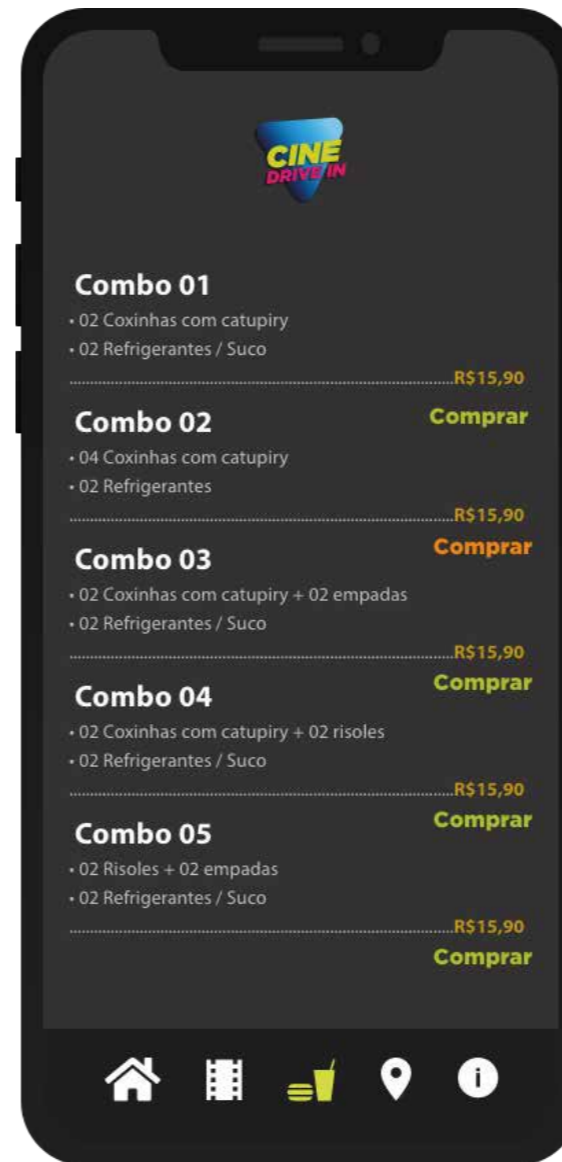 CINE
DRIVE IN
Combo 01
• 02 Coxinhas com catupiry
• 02 Refrigerantes / Suco
R$15,90
Comprar
Combo 02
• 04 Coxinhas com catupiry
• 02 Refrigerantes
R$15,90
Comprar
Combo 03
• 02 Coxinhas com catupiry + 02 empadas
• 02 Refrigerantes / Suco
R$15,90
Comprar
Combo 04
• 02 Coxinhas com catupiry + 02 risoles
• 02 Refrigerantes / Suco
R$15,90
Comprar
Combo 05
• 02 Risoles + 02 empadas
• 02 Refrigerantes / Suco
R$15,90
Comprar
i